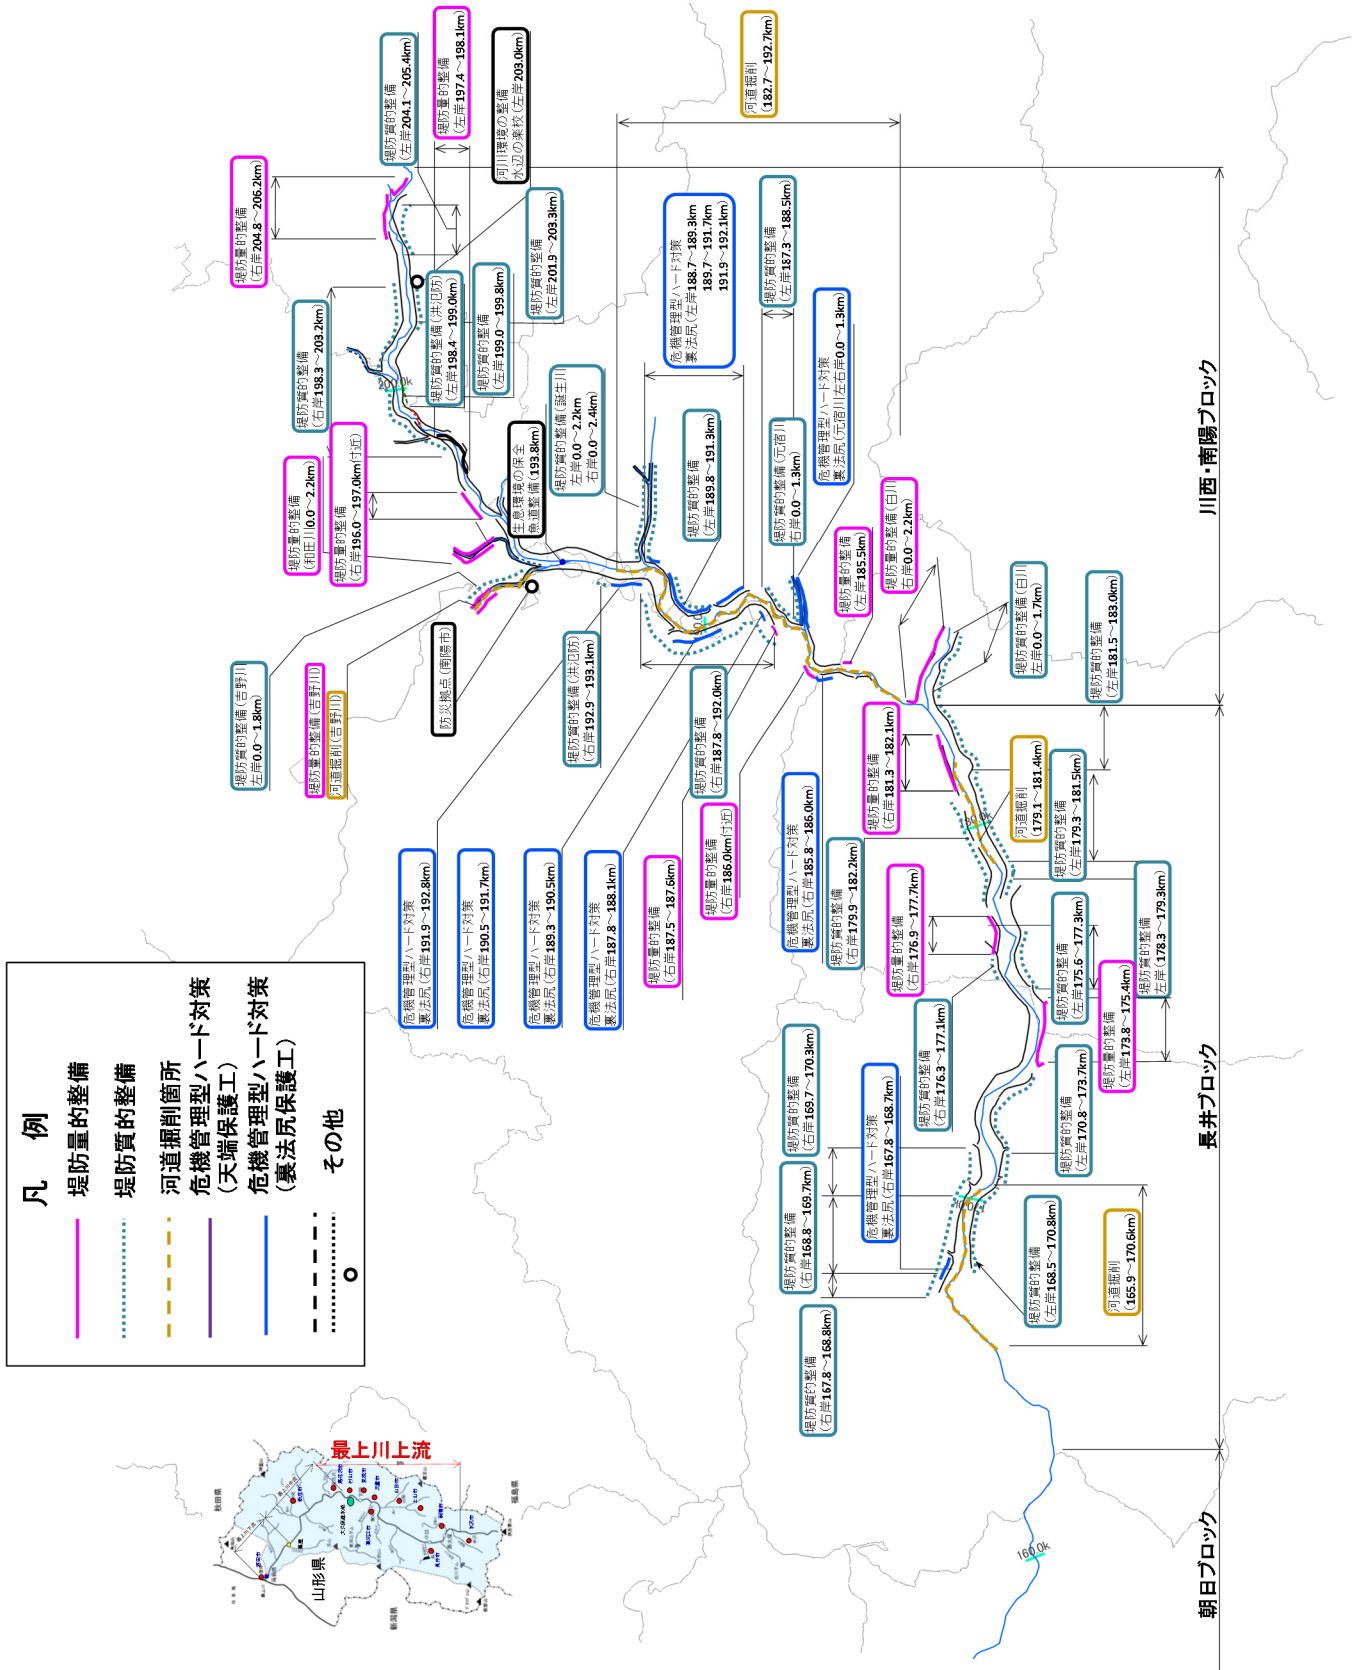 凡 例
堤防量的整備
堤防質的整備
河道掘削箇所
危機管理型ハード対策
(天端保護工)
危機管理型ハード対策
(裏法尻保護工)
その他
最上川上流
山形県
秋田県
新潟県
福島県
朝日ブロック
長井ブロック
川西・南陽ブロック
160.0k
200.0k
堤防質的整備
(右岸167.8～168.8km)
堤防質的整備
(右岸168.8～169.7km)
堤防質的整備
(右岸169.7～170.3km)
危機管理型ハード対策
裏法尻(右岸167.8～168.7km)
堤防質的整備
(右岸176.3～177.1km)
堤防量的整備
(右岸176.9～177.7km)
堤防質的整備
(右岸179.9～182.2km)
危機管理型ハード対策
裏法尻(右岸185.8～186.0km)
堤防量的整備
(右岸181.3～182.1km)
河道掘削
(165.9～170.6km)
堤防質的整備
(左岸168.5～170.8km)
堤防質的整備
(左岸170.8～173.7km)
堤防量的整備
(左岸173.8～175.4km)
堤防質的整備
(左岸175.6～177.3km)
堤防質的整備
左岸(178.3～179.3km)
堤防質的整備
(左岸179.3～181.5km)
河道掘削
(179.1～181.4km)
堤防質的整備
(左岸181.5～183.0km)
堤防質的整備(白川
左岸0.0～1.7km)
堤防量的整備(白川
右岸0.0～2.2km)
堤防量的整備
(左岸185.5km)
危機管理型ハード対策
裏法尻(右岸191.9～192.8km)
危機管理型ハード対策
裏法尻(右岸190.5～191.7km)
危機管理型ハード対策
裏法尻(右岸189.3～190.5km)
危機管理型ハード対策
裏法尻(右岸187.8～188.1km)
堤防量的整備
(右岸187.5～187.6km)
堤防量的整備
(右岸186.0km付近)
堤防質的整備
(右岸187.8～192.0km)
堤防質的整備(洪氾防)
(右岸192.9～193.1km)
防災拠点(南陽市)
堤防質的整備(吉野川
左岸0.0～1.8km)
堤防量的整備(吉野川)
河道掘削(吉野川)
堤防量的整備
(和田川0.0～2.2km)
堤防量的整備
(右岸196.0～197.0km付近)
堤防質的整備
(右岸198.3～203.2km)
堤防量的整備
(右岸204.8～206.2km)
堤防質的整備
(左岸204.1～205.4km)
堤防量的整備
(左岸197.4～198.1km)
河川環境の整備
水辺の楽校(左岸203.0km)
堤防質的整備
(左岸201.9～203.3km)
堤防質的整備
(左岸199.0～199.8km)
堤防質的整備(洪氾防)
(左岸198.4～199.0km)
生息環境の保全
魚道整備(193.8km)
堤防質的整備(誕生川
左岸0.0～2.2km
右岸0.0～2.4km)
堤防質的整備
(左岸189.8～191.3km)
危機管理型ハード対策
裏法尻(左岸188.7～189.3km
189.7～191.7km
191.9～192.1km)
堤防質的整備
(左岸187.3～188.5km)
堤防質的整備(元宿川
右岸0.0～1.3km)
危機管理型ハード対策
裏法尻(元宿川左右岸0.0～1.3km)
河道掘削
(182.7～192.7km)